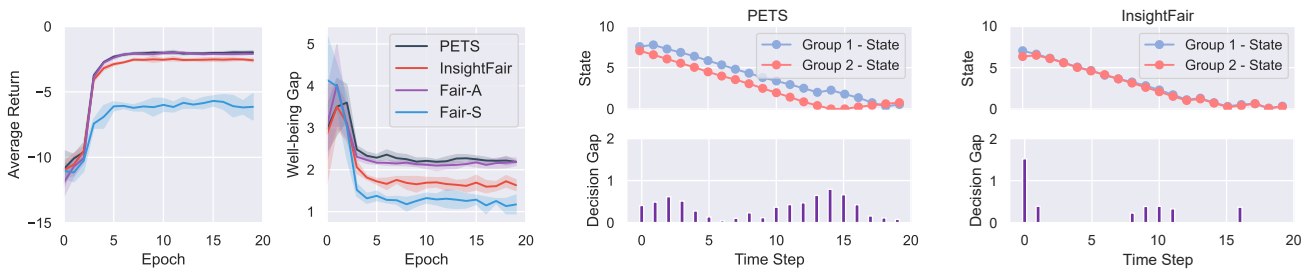 0
−5
−10
−15
Average Return
0
5
10
15
20
Epoch
5
4
3
2
1
Well-being Gap
PETS
InsightFair
Fair-A
Fair-S
0
5
10
15
20
Epoch
PETS
10
5
0
State
Group 1 - State
Group 2 - State
2
1
0
Decision Gap
0
5
10
15
20
Time Step
InsightFair
10
5
0
State
Group 1 - State
Group 2 - State
2
1
0
Decision Gap
0
5
10
15
20
Time Step